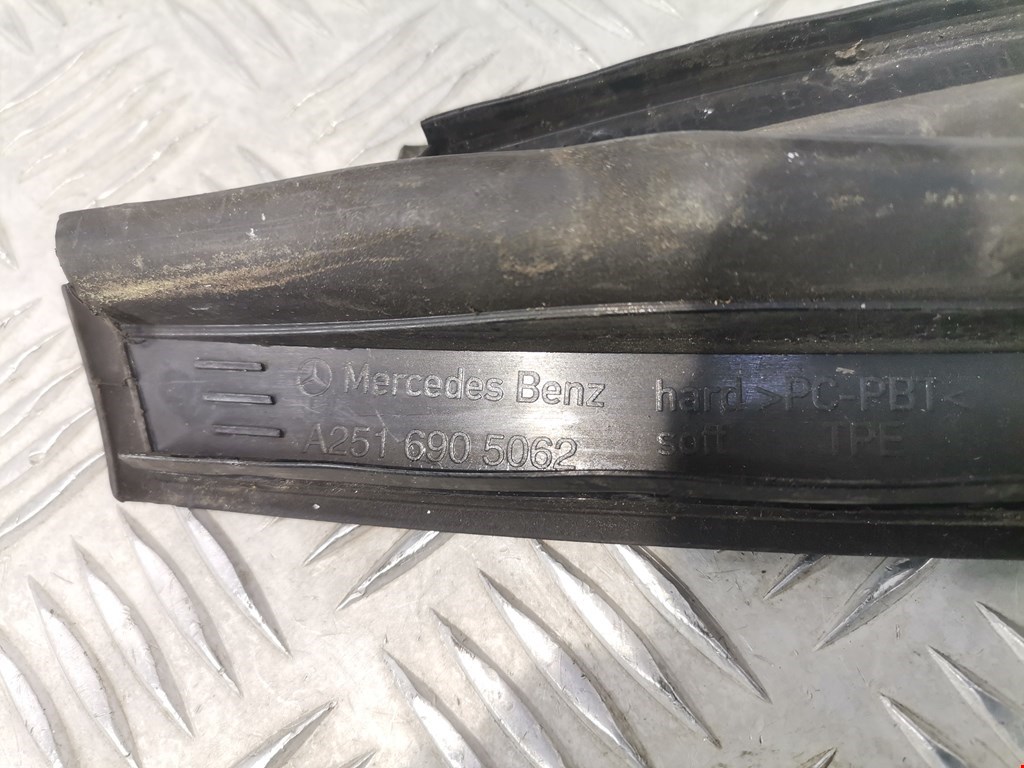 Mercedes Benz hard >PC-PBT<
A251 690 5062 soft TPE